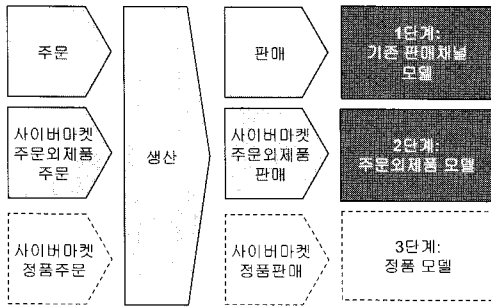 주문
판매
1단계:
기존 판매채널
모델
사이버마켓
주문외제품
주문
생산
사이버마켓
주문외제품
판매
2단계:
주문외제품 모델
사이버마켓
정품주문
사이버마켓
정품판매
3단계:
정품 모델